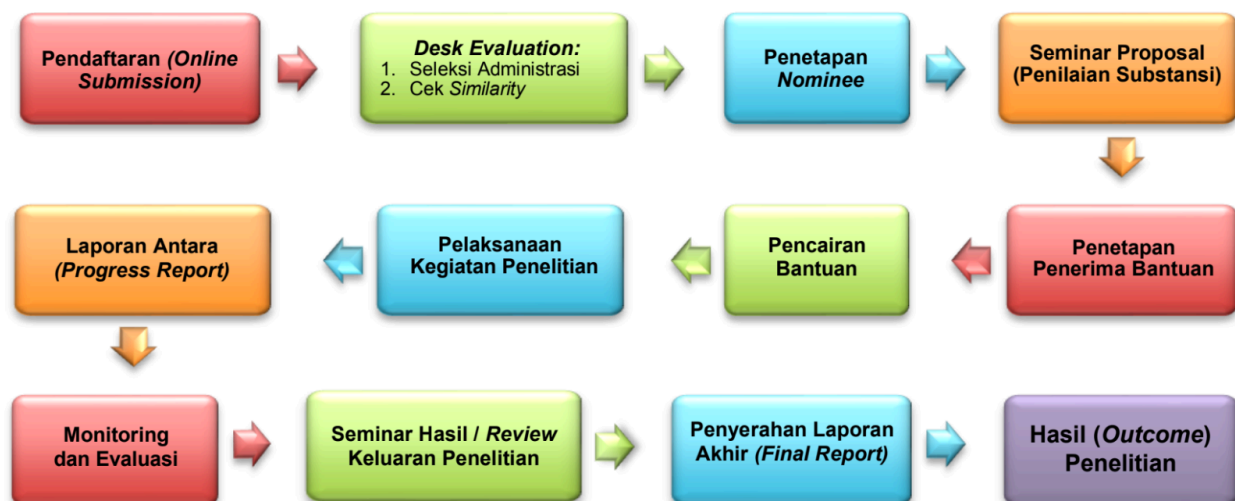 Pendaftaran (Online
Submission)
Desk Evaluation:
1. Seleksi Administrasi
2. Cek Similarity
Penetapan
Nominee
Seminar Proposal
(Penilaian Substansi)
Penetapan
Penerima Bantuan
Pencairan
Bantuan
Pelaksanaan
Kegiatan Penelitian
Laporan Antara
(Progress Report)
Monitoring
dan Evaluasi
Seminar Hasil / Review
Keluaran Penelitian
Penyerahan Laporan
Akhir (Final Report)
Hasil (Outcome)
Penelitian